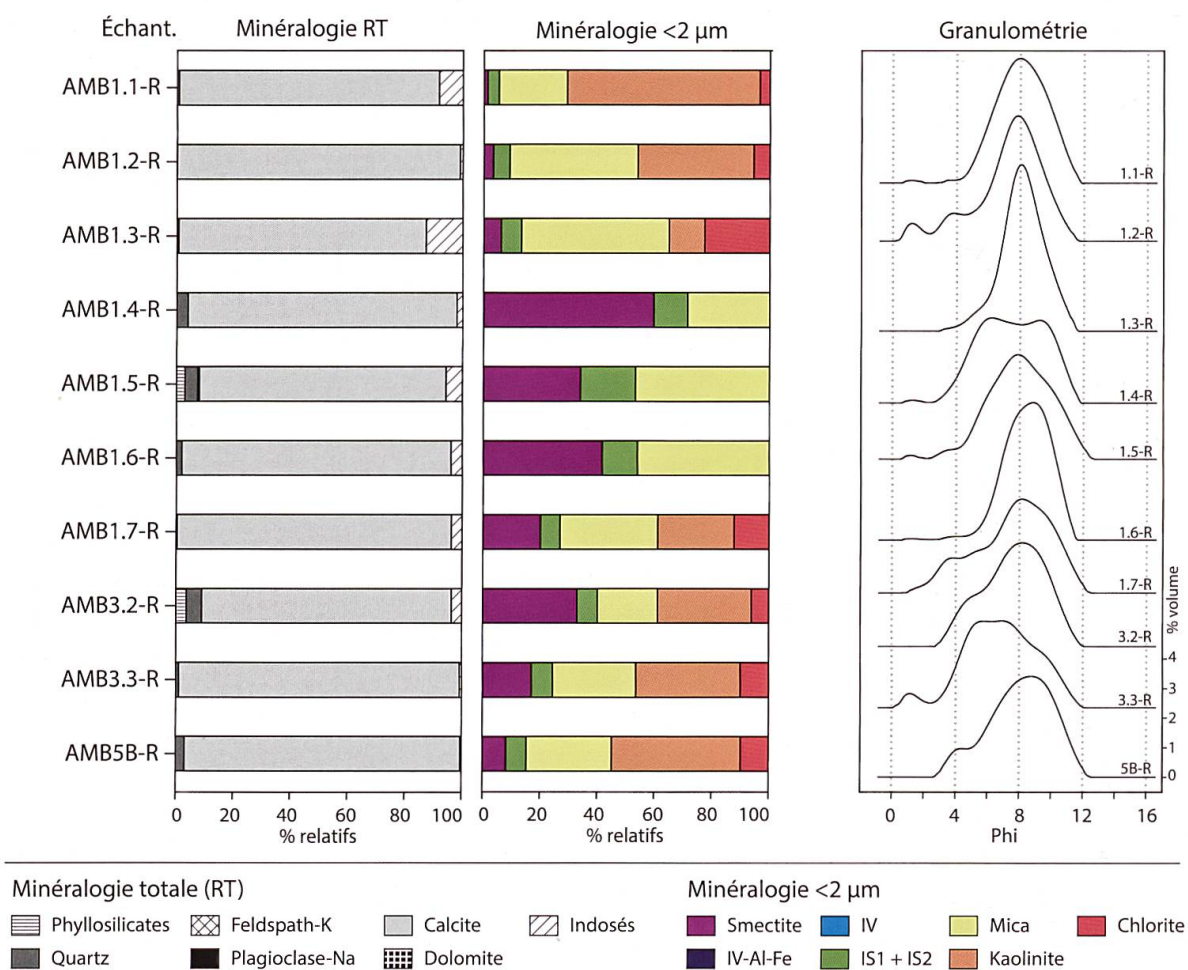 Échant. Minéralogie RT Minéralogie <2 µm Granulométrie
AMB1.1-R
AMB1.2-R
AMB1.3-R
AMB1.4-R
AMB1.5-R
AMB1.6-R
AMB1.7-R
AMB3.2-R
AMB3.3-R
AMB5B-R
1.1-R
1.2-R
1.3-R
1.4-R
1.5-R
1.6-R
1.7-R
3.2-R
3.3-R
5B-R
% volume
4
3
2
1
0
0 20 40 60 80 100
% relatifs
0 20 40 60 80 100
% relatifs
0 4 8 12 16
Phi
Minéralogie totale (RT)
Phyllosilicates Feldspath-K Calcite Indosés
Quartz Plagioclase-Na Dolomite
Minéralogie <2 µm
Smectite IV Mica Chlorite
IV-Al-Fe IS1 + IS2 Kaolinite